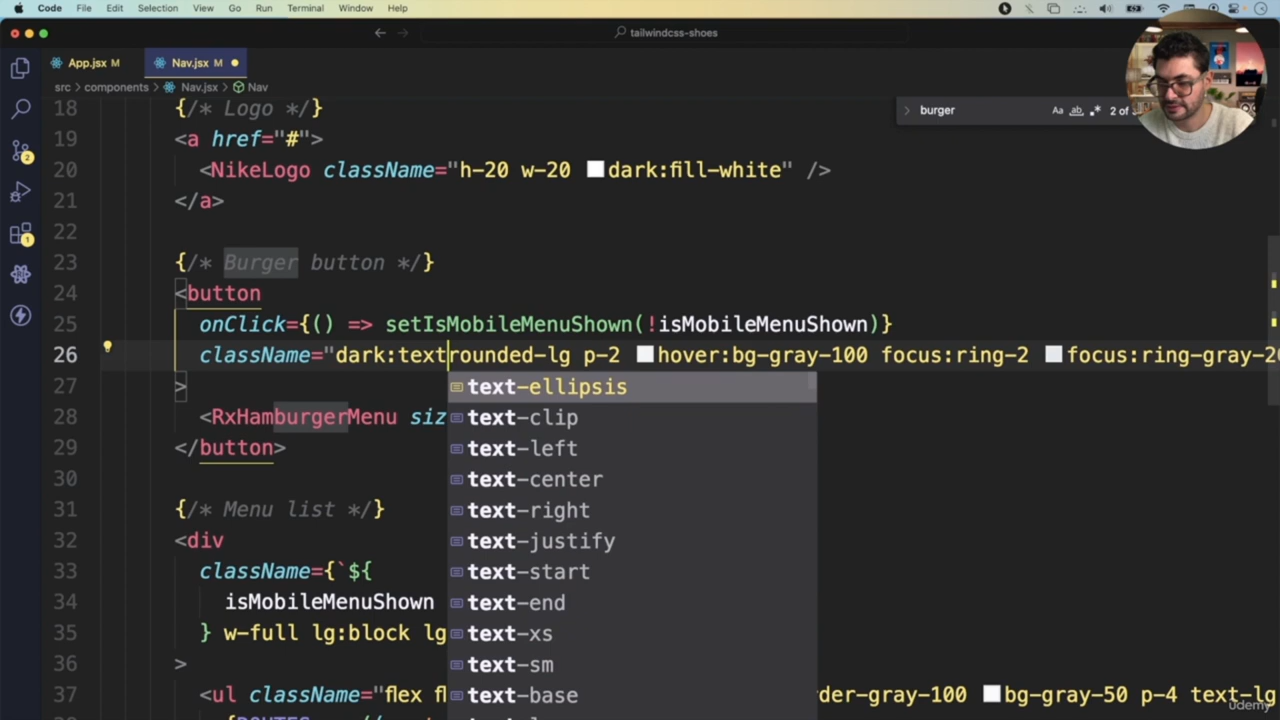 Code File Edit Selection View Go Run Terminal Window Help
tailwindcss-shoes
App.jsx M Nav.jsx M
src > components > Nav.jsx > Nav
burger Aa ab 2 of
18 {/* Logo */}
19 <a href="#">
20 <NikeLogo className="h-20 w-20 dark:fill-white" />
21 </a>
22
23 {/* Burger button */}
24 <button
25 onClick={() => setIsMobileMenuShown(!isMobileMenuShown)}
26 className="dark:textrounded-lg p-2 hover:bg-gray-100 focus:ring-2 focus:ring-gray-20
27 >
text-ellipsis
28 <RxHamburgerMenu siz
text-clip
29 </button>
text-left
30
text-center
31 {/* Menu list */}
text-right
32 <div
text-justify
33 className={`${
text-start
34 isMobileMenuShown
text-end
35 } w-full lg:block lg
text-xs
36 >
text-sm
37 <ul className="flex fl
text-base
der-gray-100 bg-gray-50 p-4 text-lg
udemy